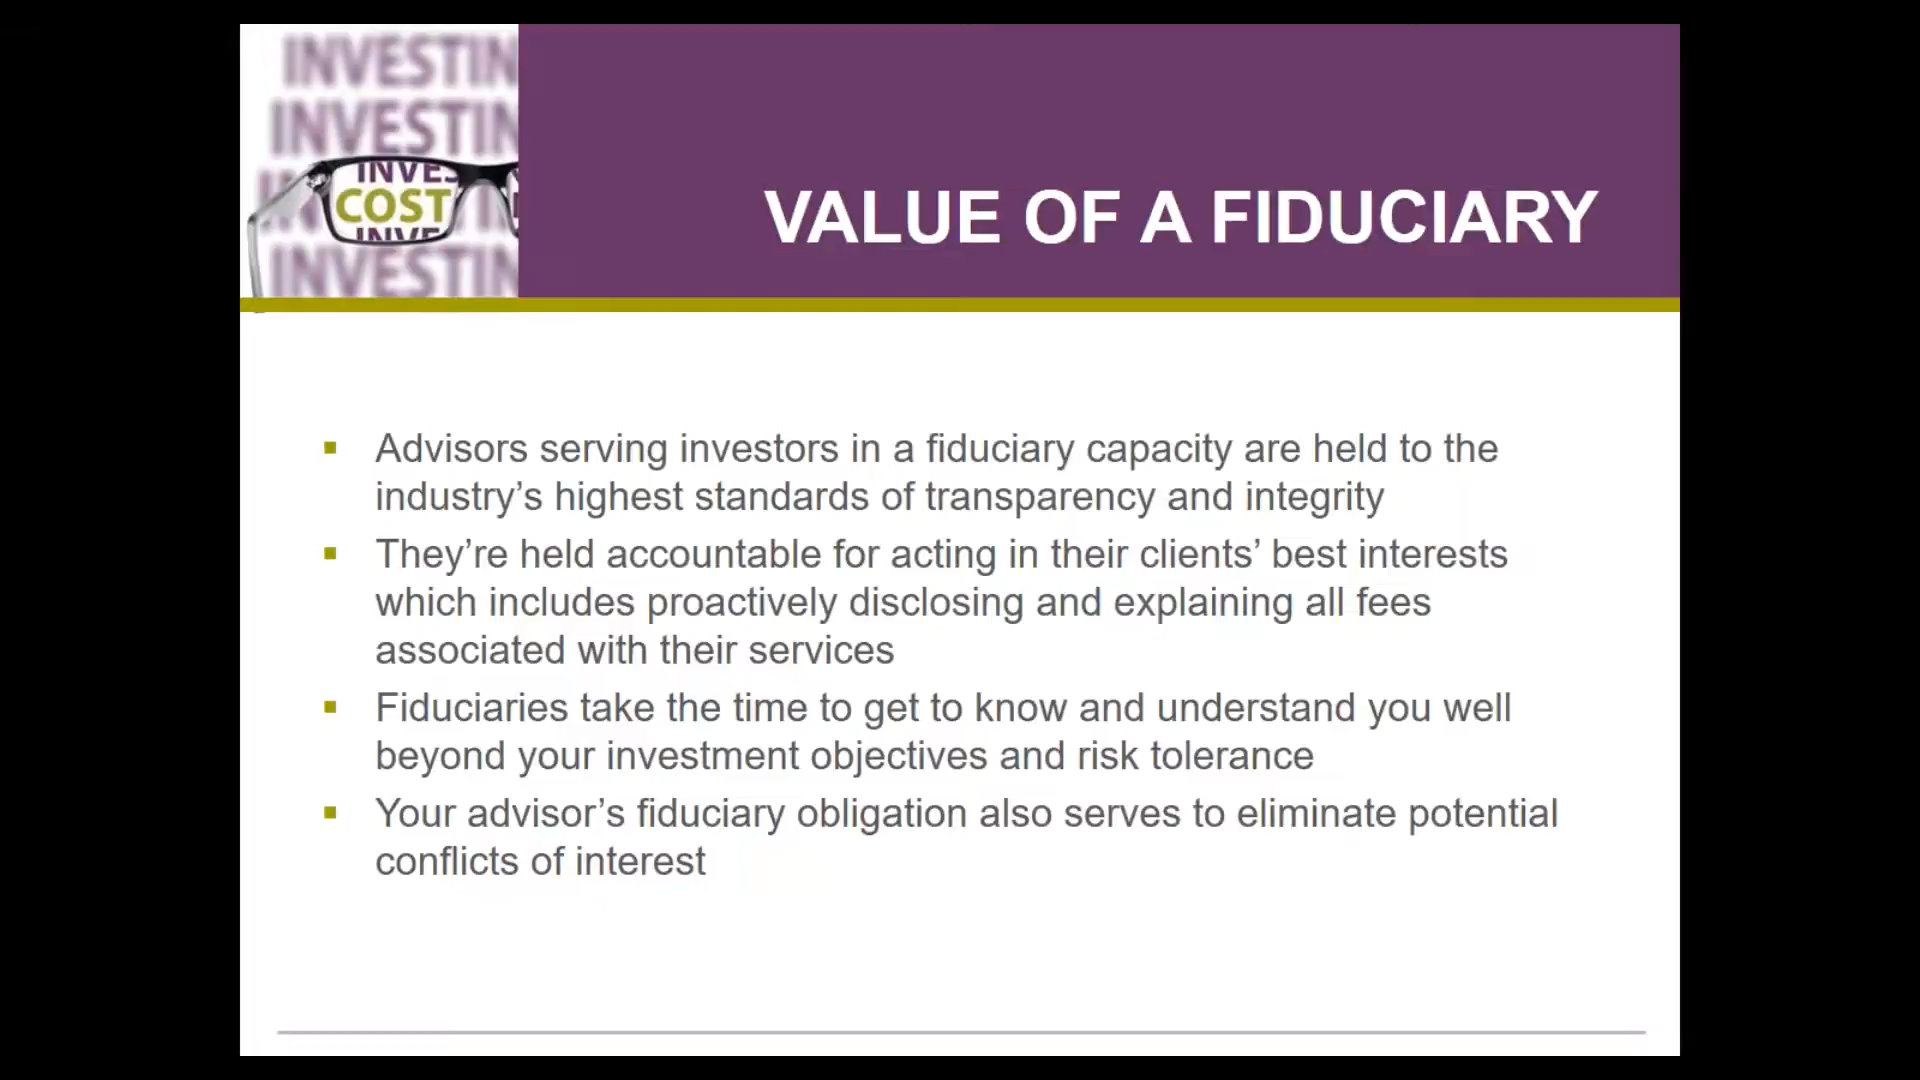 INVESTIN
INVESTIN
INVES
COST
INVE
INVESTIN
VALUE OF A FIDUCIARY
Advisors serving investors in a fiduciary capacity are held to the
industry’s highest standards of transparency and integrity
They’re held accountable for acting in their clients’ best interests
which includes proactively disclosing and explaining all fees
associated with their services
Fiduciaries take the time to get to know and understand you well
beyond your investment objectives and risk tolerance
Your advisor’s fiduciary obligation also serves to eliminate potential
conflicts of interest